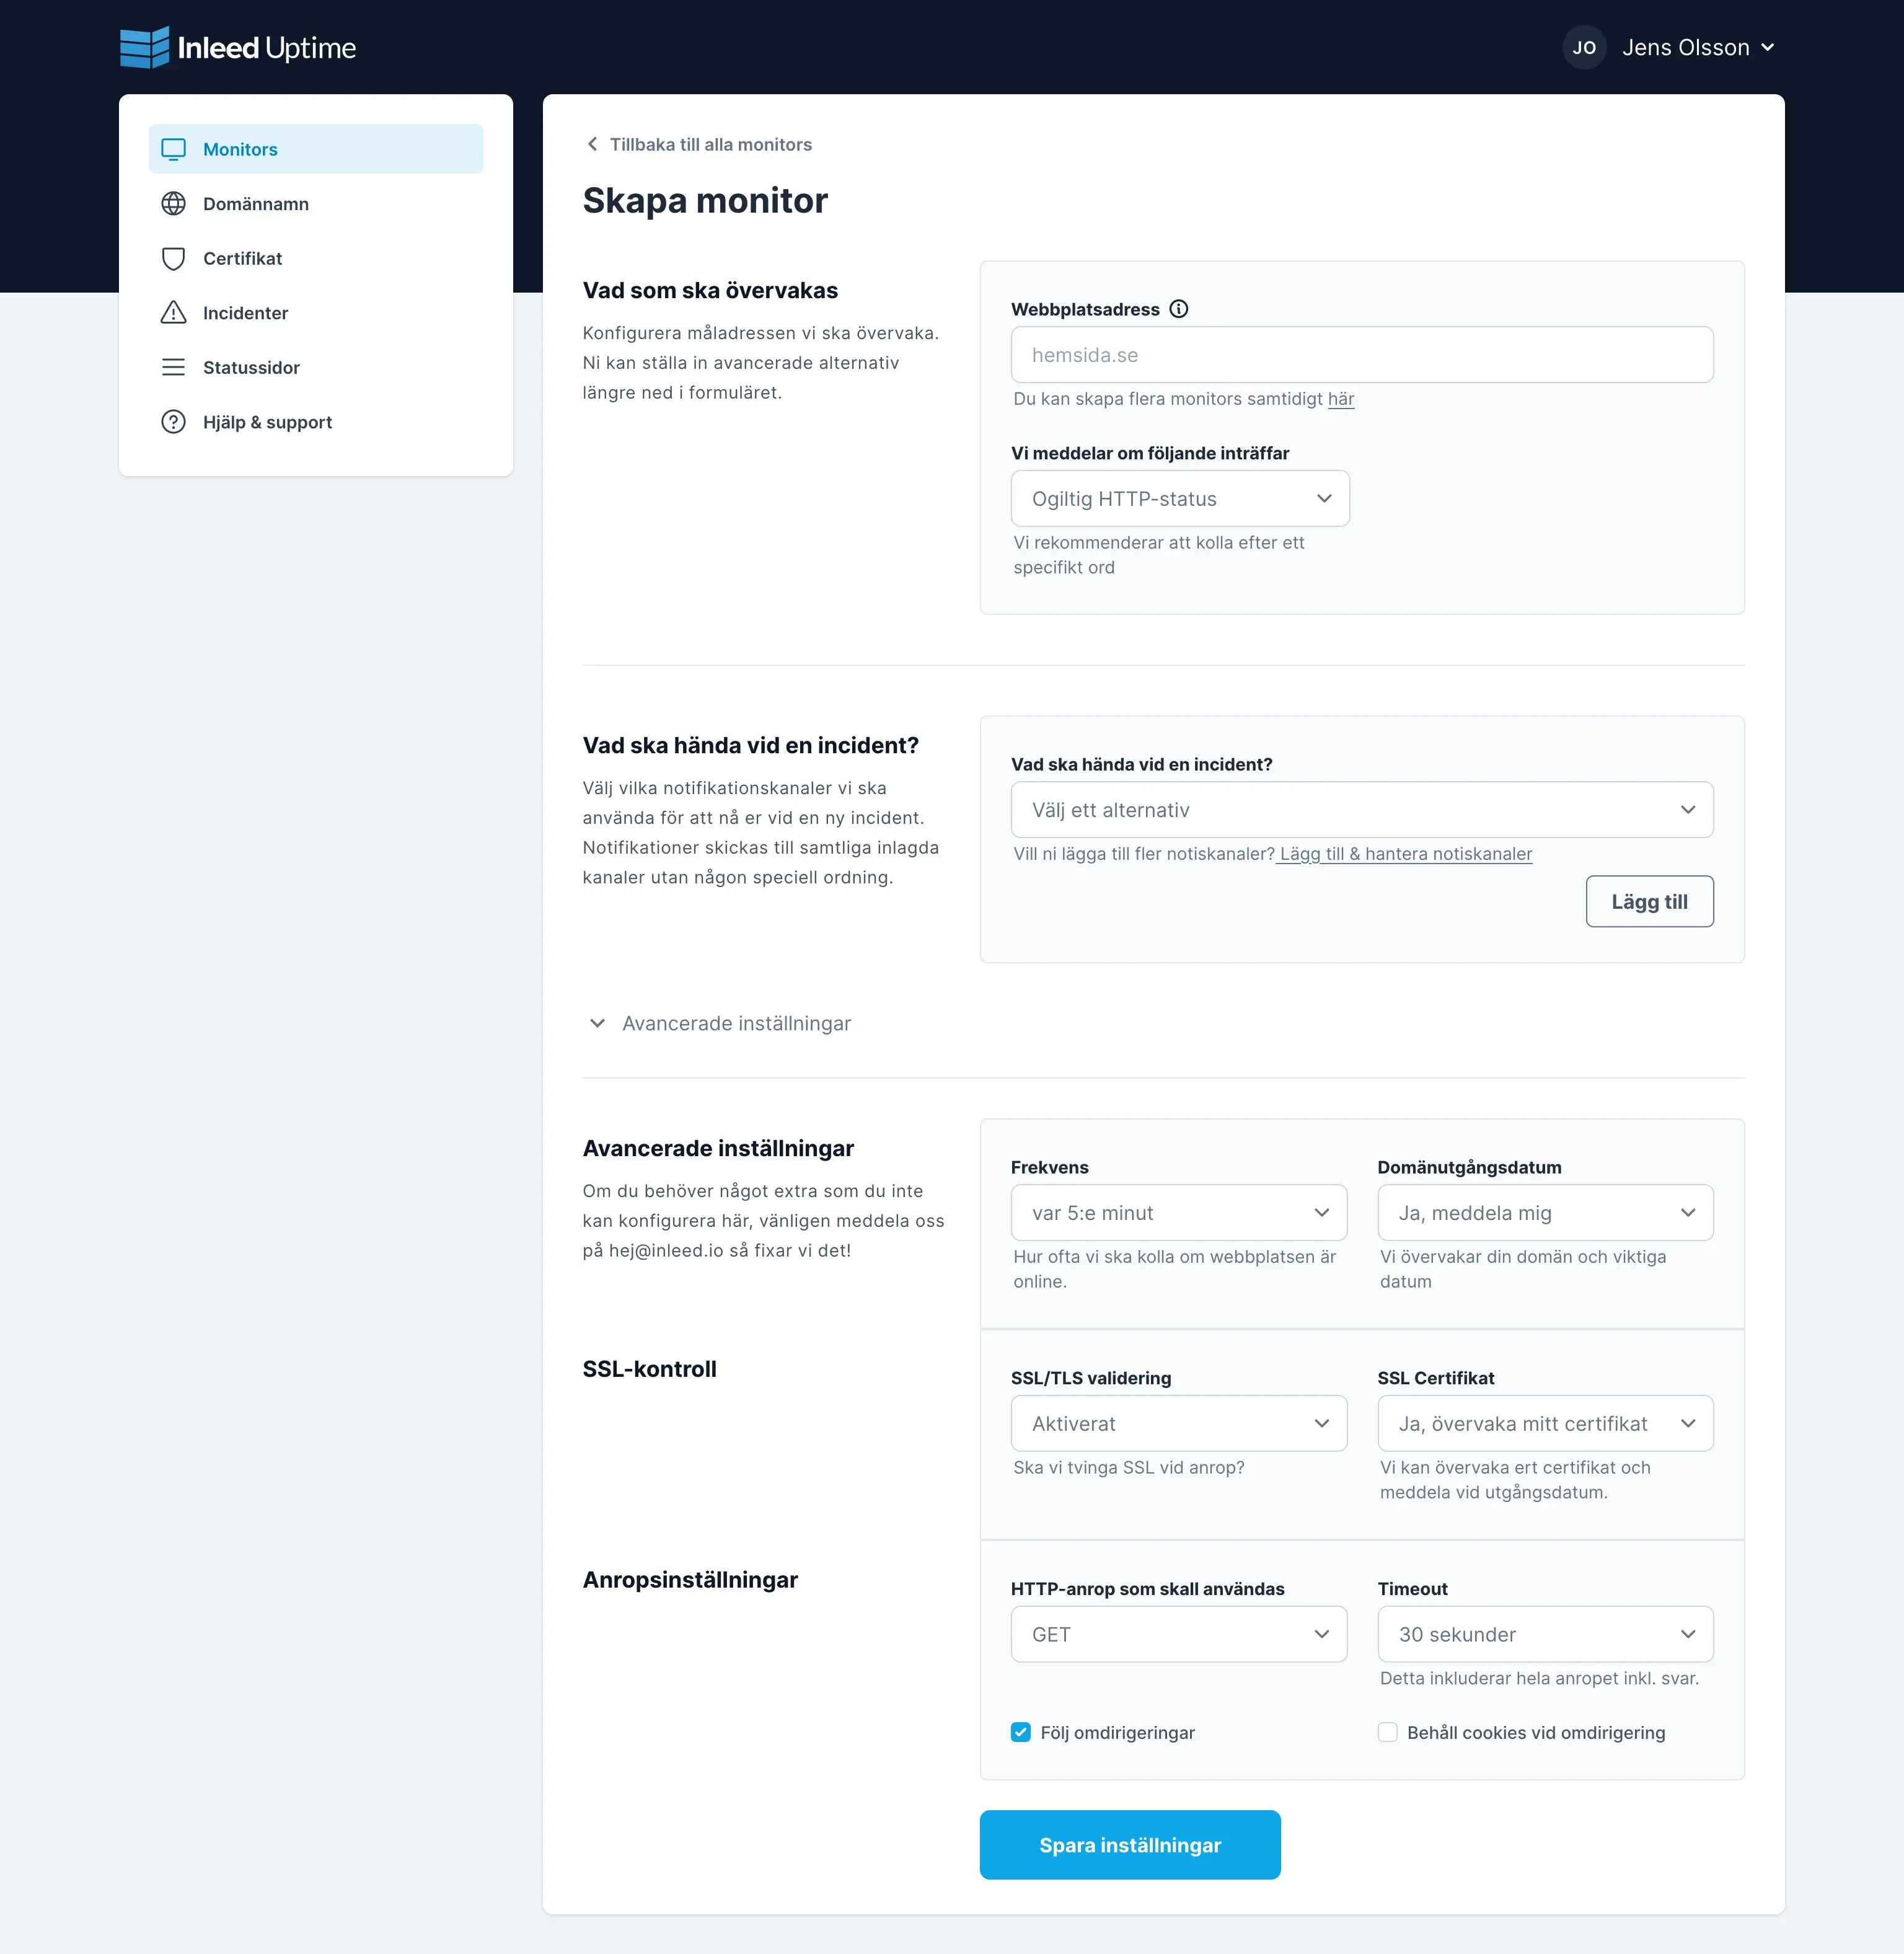 Inleed Uptime
JO Jens Olsson
Monitors
Domännamn
Certifikat
Incidenter
Statussidor
Hjälp & support
Tillbaka till alla monitors
Skapa monitor
Vad som ska övervakas
Konfigurera måladressen vi ska övervaka.
Ni kan ställa in avancerade alternativ
längre ned i formuläret.
Webbplatsadress
hemsida.se
Du kan skapa flera monitors samtidigt här
Vi meddelar om följande inträffar
Ogiltig HTTP-status
Vi rekommenderar att kolla efter ett
specifikt ord
Vad ska hända vid en incident?
Välj vilka notifikationskanaler vi ska
använda för att nå er vid en ny incident.
Notifikationer skickas till samtliga inlagda
kanaler utan någon speciell ordning.
Vad ska hända vid en incident?
Välj ett alternativ
Vill ni lägga till fler notiskanaler? Lägg till & hantera notiskanaler
Lägg till
Avancerade inställningar
Avancerade inställningar
Om du behöver något extra som du inte
kan konfigurera här, vänligen meddela oss
på hej@inleed.io så fixar vi det!
Frekvens
var 5:e minut
Hur ofta vi ska kolla om webbplatsen är
online.
Domänutgångsdatum
Ja, meddela mig
Vi övervakar din domän och viktiga
datum
SSL-kontroll
SSL/TLS validering
Aktiverat
Ska vi tvinga SSL vid anrop?
SSL Certifikat
Ja, övervaka mitt certifikat
Vi kan övervaka ert certifikat och
meddela vid utgångsdatum.
Anropsinställningar
HTTP-anrop som skall användas
GET
Timeout
30 sekunder
Detta inkluderar hela anropet inkl. svar.
Följ omdirigeringar
Behåll cookies vid omdirigering
Spara inställningar